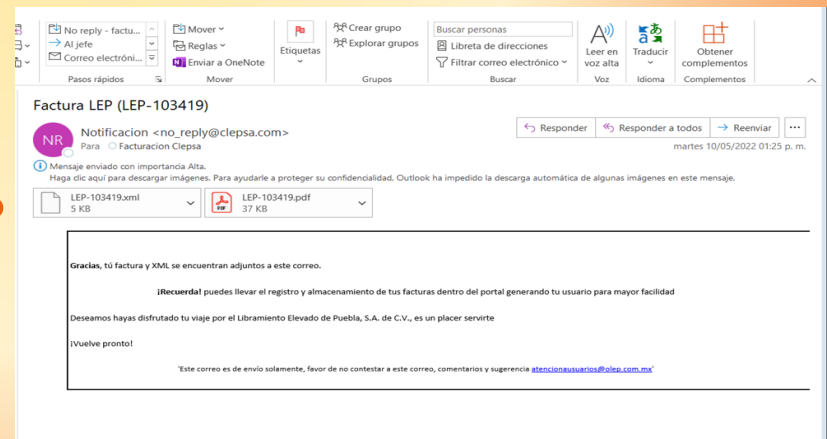 No reply - factu...
Al jefe
Correo electróni...
Pasos rápidos
Mover
Reglas
Enviar a OneNote
Mover
Etiquetas
Crear grupo
Explorar grupos
Grupos
Buscar personas
Libreta de direcciones
Filtrar correo electrónico
Buscar
Leer en
voz alta
Voz
Traducir
Idioma
Obtener
complementos
Complementos
Factura LEP (LEP-103419)
NR
Notificacion <no_reply@clepsa.com>
Para Facturacion Clepsa
Responder
Responder a todos
Reenviar
martes 10/05/2022 01:25 p. m.
Mensaje enviado con importancia Alta.
Haga clic aquí para descargar imágenes. Para ayudarle a proteger su confidencialidad, Outlook ha impedido la descarga automática de algunas imágenes en este mensaje.
LEP-103419.xml
5 KB
PDF
LEP-103419.pdf
37 KB
Gracias, tú factura y XML se encuentran adjuntos a este correo.
¡Recuerda! puedes llevar el registro y almacenamiento de tus facturas dentro del portal generando tu usuario para mayor facilidad
Deseamos hayas disfrutado tu viaje por el Libramiento Elevado de Puebla, S.A. de C.V., es un placer servirte
¡Vuelve pronto!
'Este correo es de envío solamente, favor de no contestar a este correo, comentarios y sugerencia atencionausuarios@olep.com.mx'